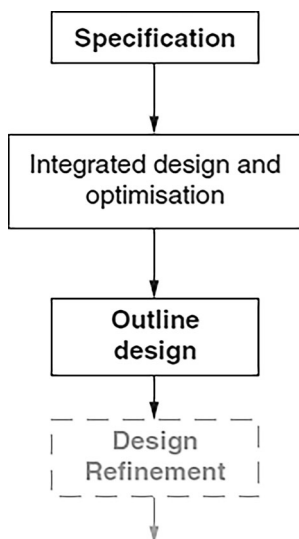 Specification
Integrated design and
optimisation
Outline
design
Design
Refinement